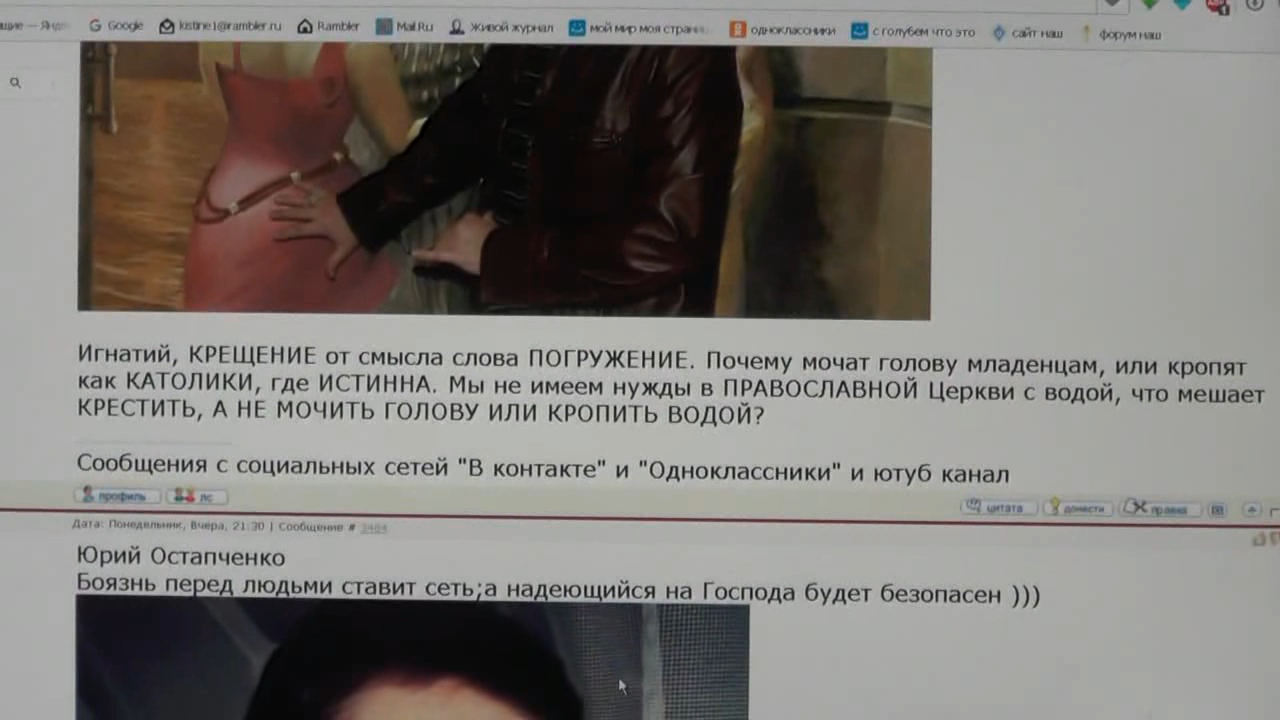 Google kistine1@rambler.ru Rambler Mail.Ru Живой журнал мой мир моя страни одноклассники с голубем что это сайт наш форум наш
Игнатий, КРЕЩЕНИЕ от смысла слова ПОГРУЖЕНИЕ. Почему мочат голову младенцам, или кропят
как КАТОЛИКИ, где ИСТИННА. Мы не имеем нужды в ПРАВОСЛАВНОЙ Церкви с водой, что мешает
КРЕСТИТЬ, А НЕ МОЧИТЬ ГОЛОВУ ИЛИ КРОПИТЬ ВОДОЙ?
Сообщения с социальных сетей "В контакте" и "Одноклассники" и ютуб канал
профиль лс цитата донести правка
Дата: Понедельник, Вчера, 21:30 | Сообщение #
Юрий Остапченко
Боязнь перед людьми ставит сеть;а надеющийся на Господа будет безопасен )))